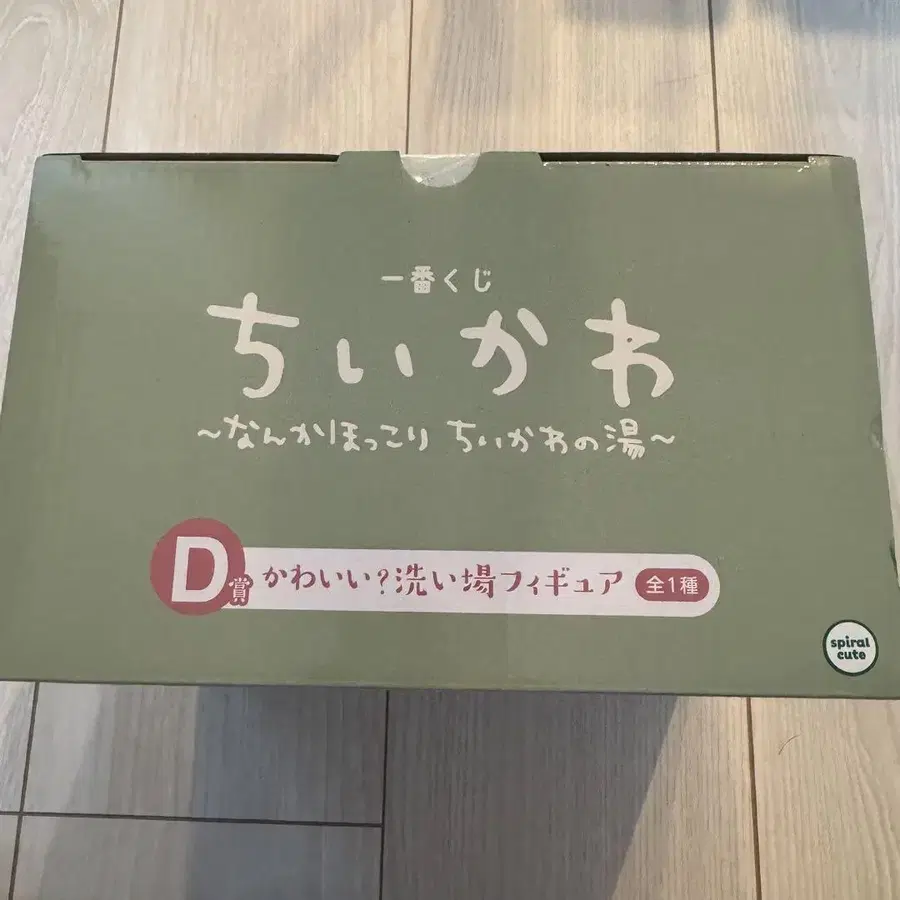 一番くじ
ちいかわ
~なんかほっこり ちいかわの湯~
D賞 かわいい?洗い場フィギュア 全1種
spiral
cute